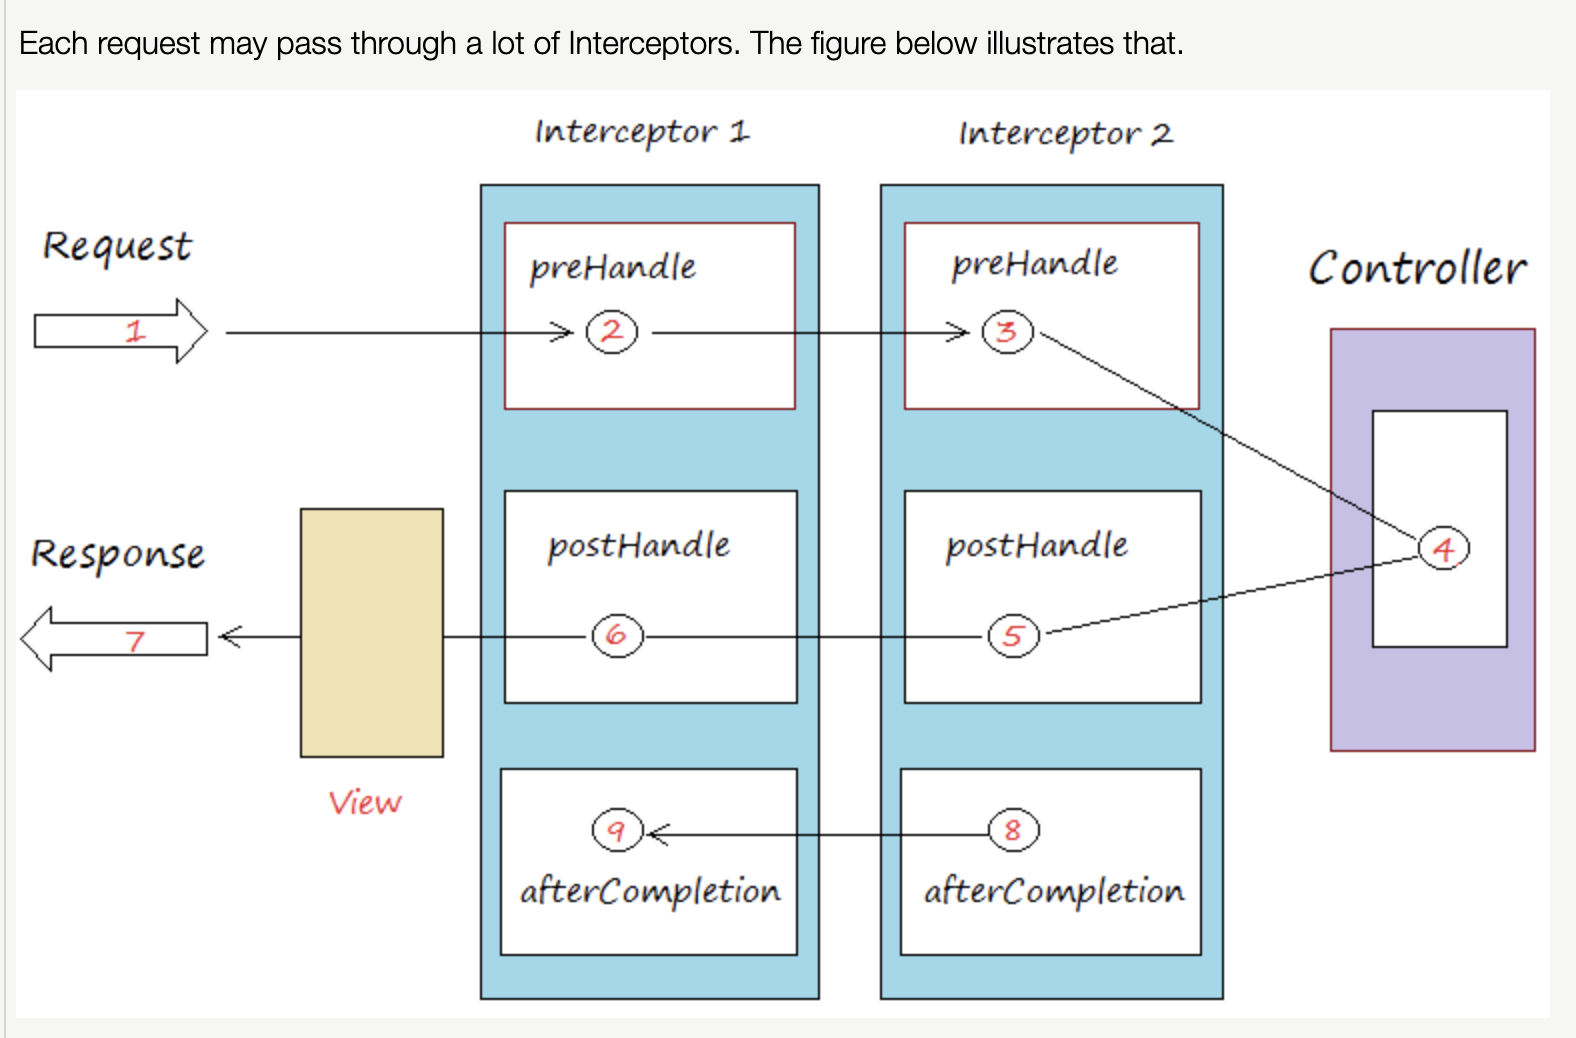 Each request may pass through a lot of Interceptors. The figure below illustrates that.
Interceptor 1
Interceptor 2
Request
preHandle
preHandle
Controller
1
2
3
Response
postHandle
postHandle
4
7
6
5
View
9
8
afterCompletion
afterCompletion